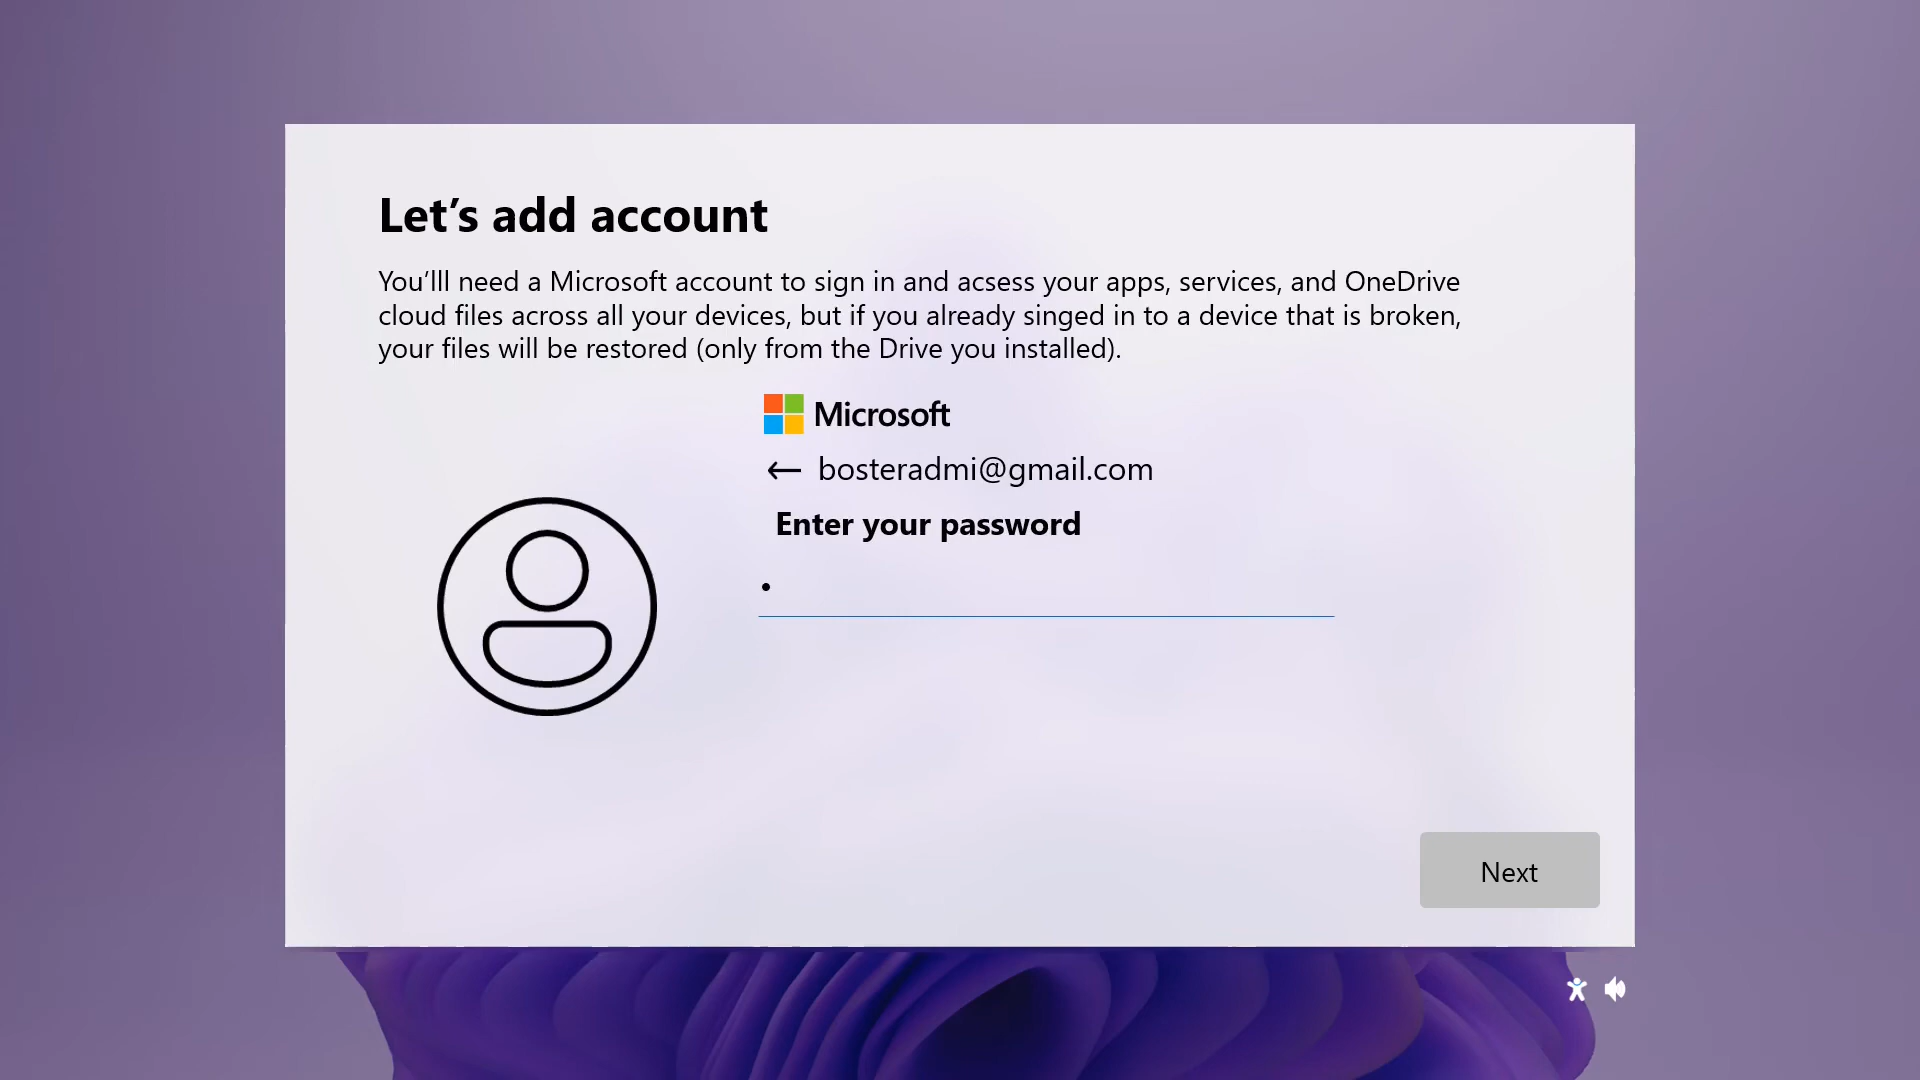 Let’s add account
You’lll need a Microsoft account to sign in and acsess your apps, services, and OneDrive
cloud files across all your devices, but if you already singed in to a device that is broken,
your files will be restored (only from the Drive you installed).
Microsoft
← bosteradmi@gmail.com
Enter your password
•
Next